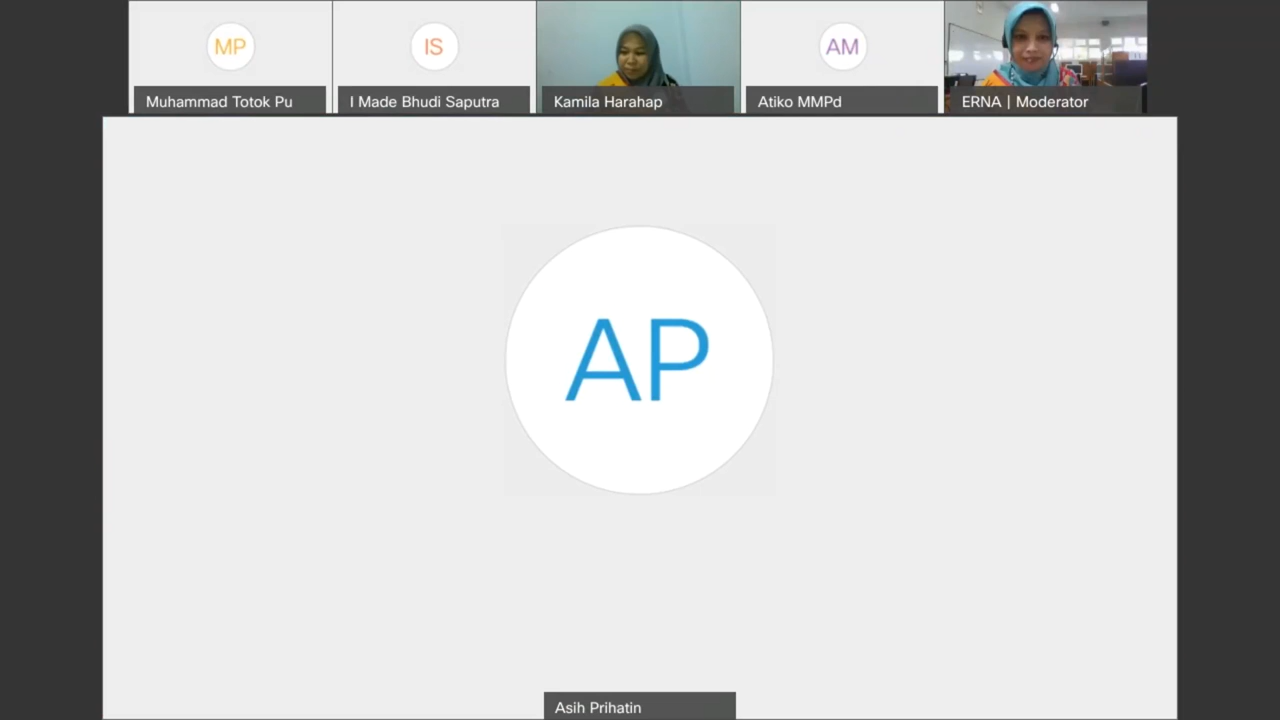 MP
IS
AM
Muhammad Totok Pu
I Made Bhudi Saputra
Kamila Harahap
Atiko MMPd
ERNA | Moderator
AP
Asih Prihatin